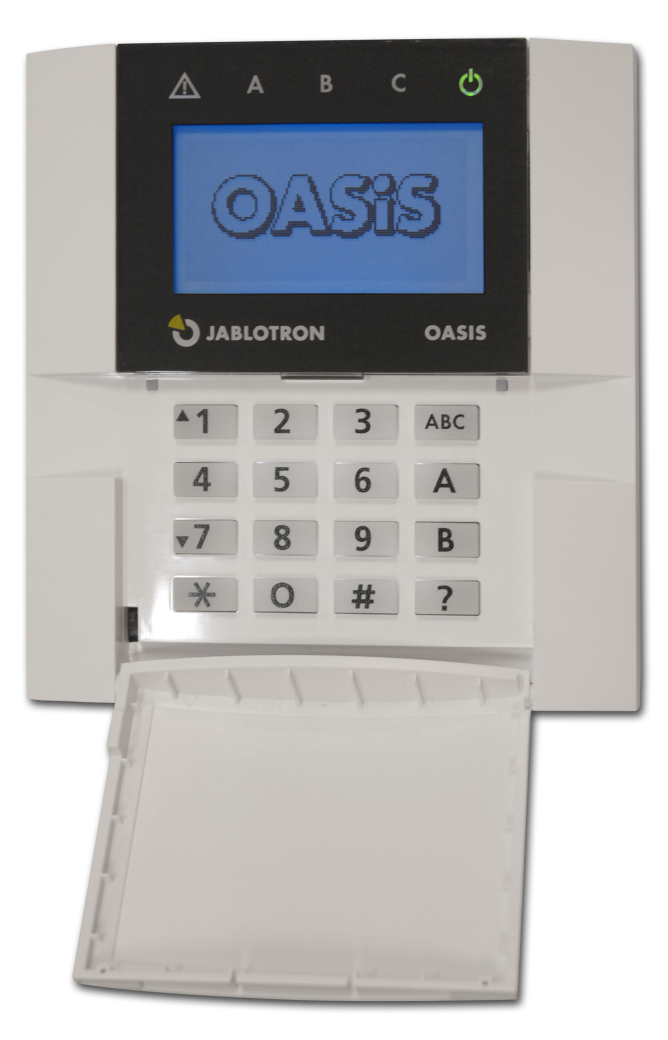 A B C
OASiS
JABLOTRON OASIS
1 2 3 ABC
4 5 6 A
7 8 9 B
* 0 # ?